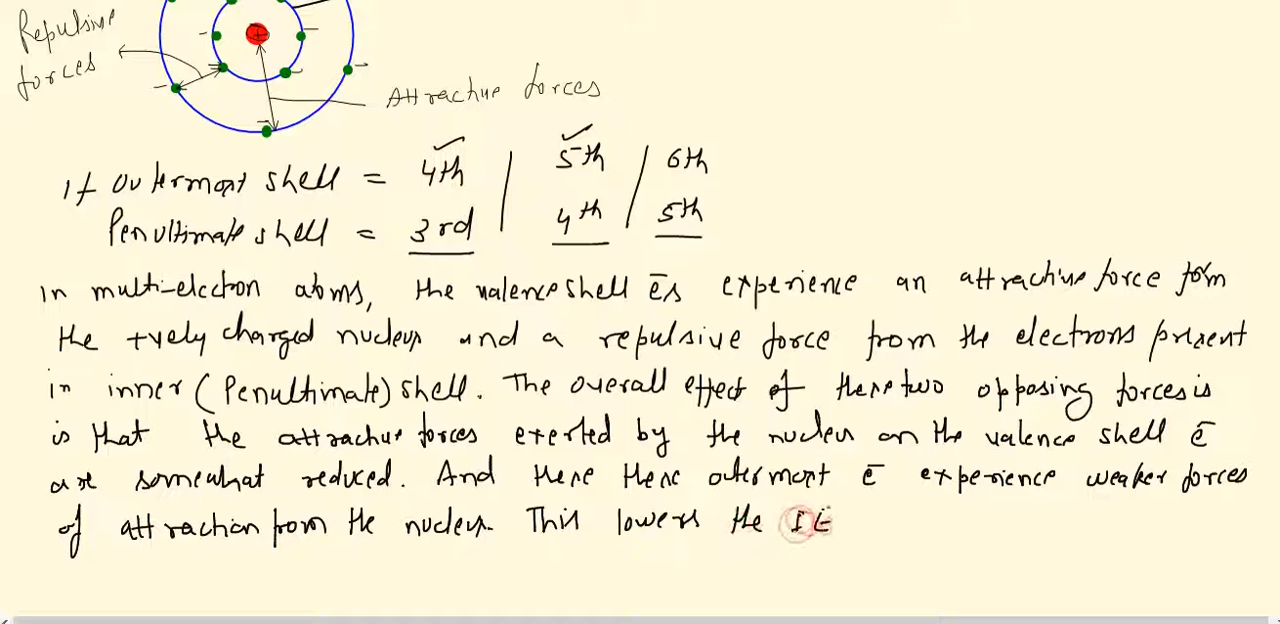 Repulsive
forces
Attractive forces
If Outermost shell = 4th / 5th / 6th
Penultimate shell = 3rd 4th 5th
In multi-electron atoms, the valence shell ēs experience an attractive force form
the +vely charged nucleus and a repulsive force from the electrons present
in inner (Penultimate) shell. The overall effect of these two opposing forces is
is that the attractive forces exerted by the nucleus on the valence shell ē
are somewhat reduced. And these outermost ē experience weaker forces
of attraction from the nucleus. This lowers the IE